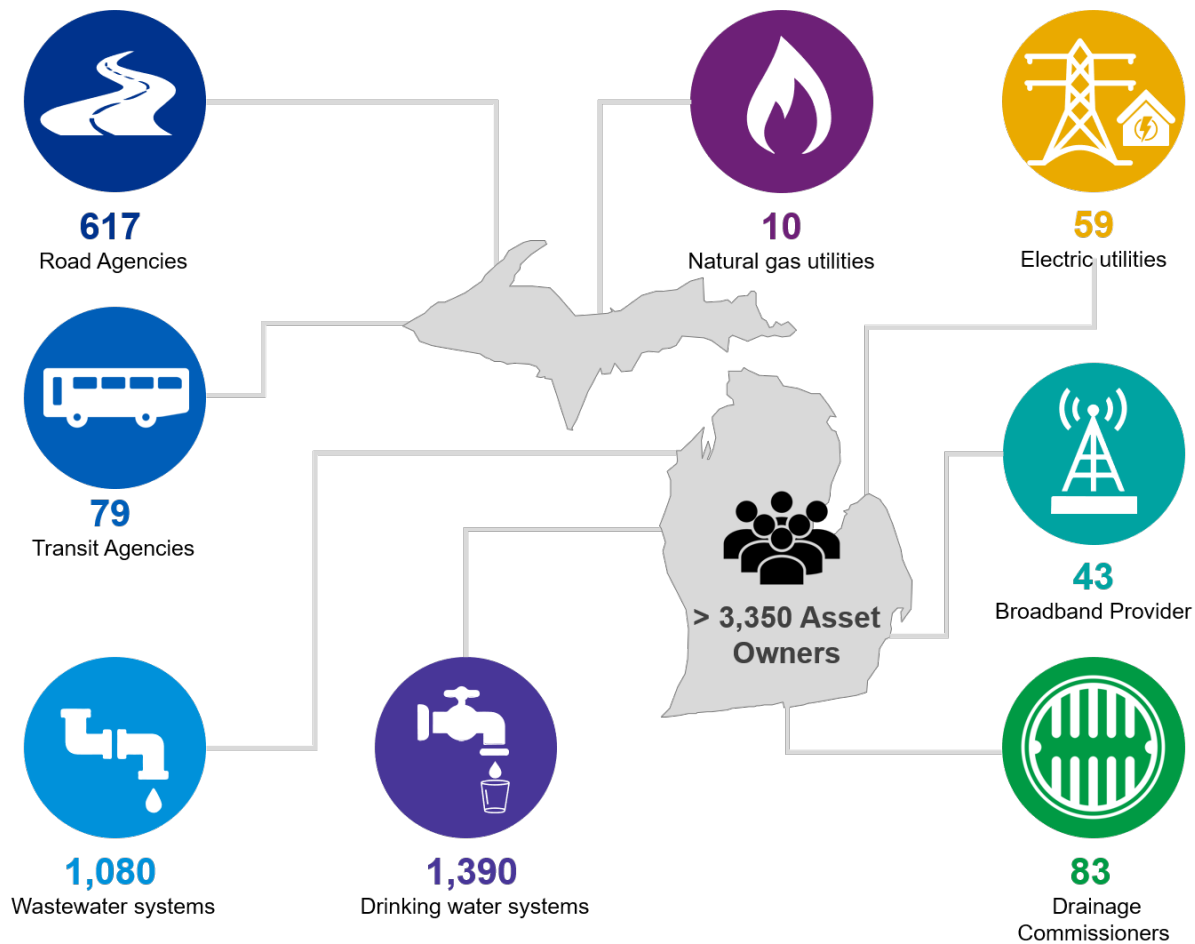 617
Road Agencies
10
Natural gas utilities
59
Electric utilities
79
Transit Agencies
43
Broadband Provider
> 3,350 Asset
Owners
1,080
Wastewater systems
1,390
Drinking water systems
83
Drainage
Commissioners